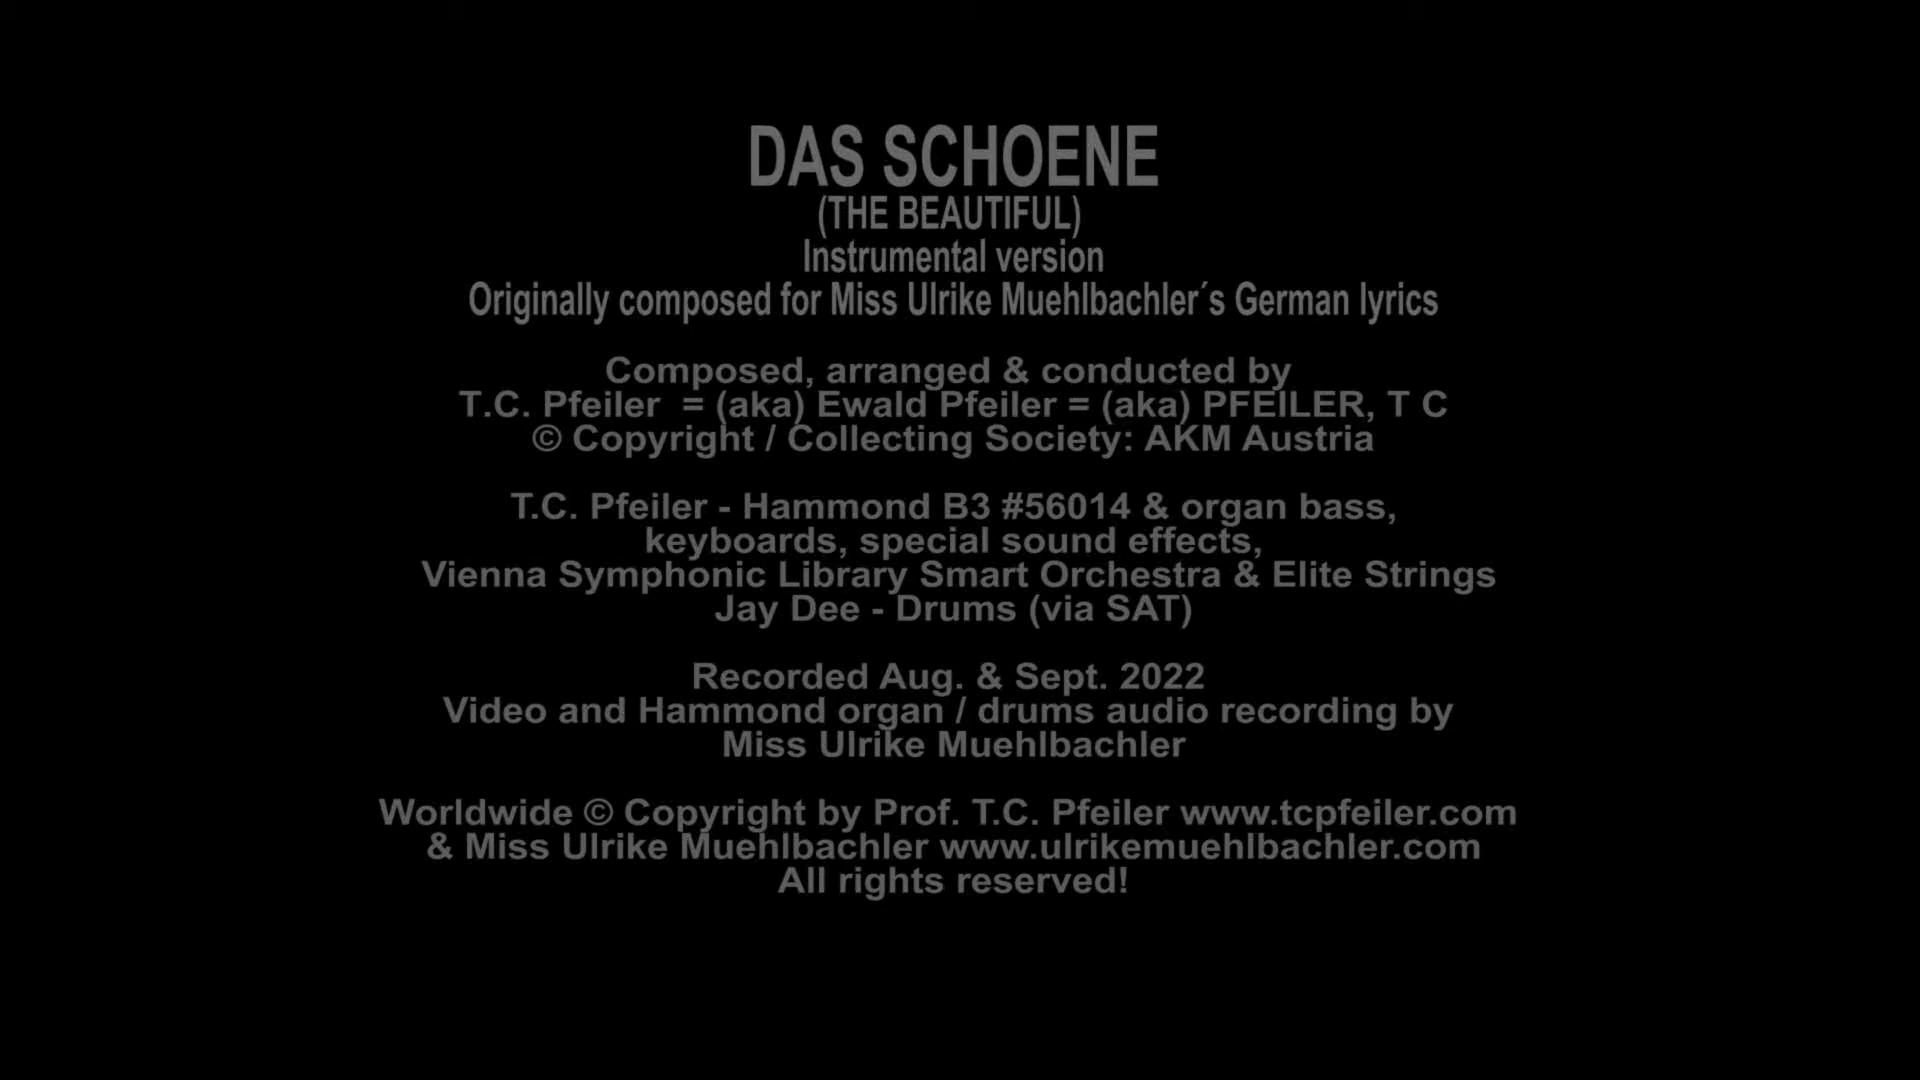 DAS SCHOENE
(THE BEAUTIFUL)
Instrumental version
Originally composed for Miss Ulrike Muehlbachler´s German lyrics
Composed, arranged & conducted by
T.C. Pfeiler = (aka) Ewald Pfeiler = (aka) PFEILER, T C
© Copyright / Collecting Society: AKM Austria
T.C. Pfeiler - Hammond B3 #56014 & organ bass,
keyboards, special sound effects,
Vienna Symphonic Library Smart Orchestra & Elite Strings
Jay Dee - Drums (via SAT)
Recorded Aug. & Sept. 2022
Video and Hammond organ / drums audio recording by
Miss Ulrike Muehlbachler
Worldwide © Copyright by Prof. T.C. Pfeiler www.tcpfeiler.com
& Miss Ulrike Muehlbachler www.ulrikemuehlbachler.com
All rights reserved!